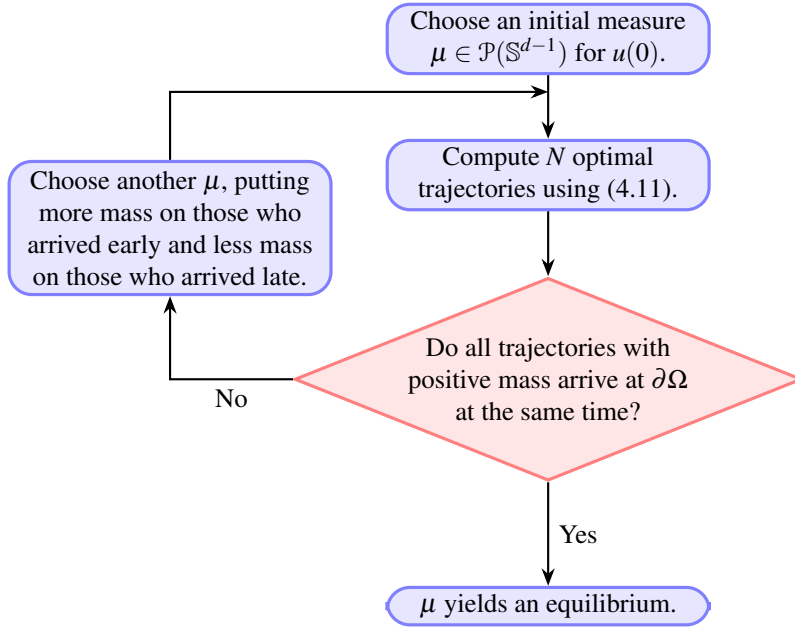 Choose an initial measure
μ ∈ 𝒫(𝕊^{d−1}) for u(0).
Compute N optimal
trajectories using (4.11).
Choose another μ, putting
more mass on those who
arrived early and less mass
on those who arrived late.
Do all trajectories with
positive mass arrive at ∂Ω
at the same time?
No
Yes
μ yields an equilibrium.